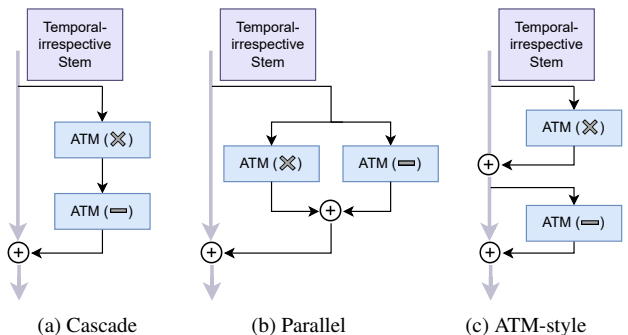 Temporal-
irrespective
Stem
ATM (×)
ATM (−)
+
(a) Cascade
Temporal-
irrespective
Stem
ATM (×)
ATM (−)
+
+
(b) Parallel
Temporal-
irrespective
Stem
ATM (×)
+
ATM (−)
+
(c) ATM-style